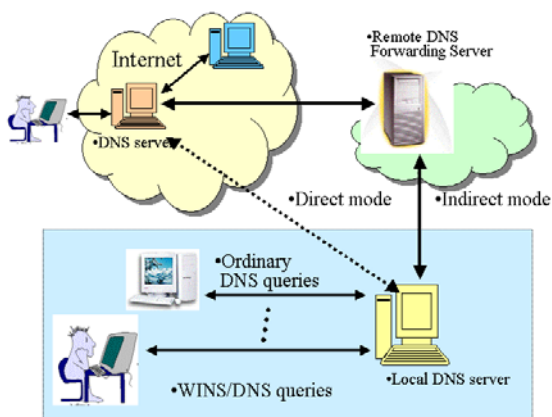 Internet
•Remote DNS
Forwarding Server
•DNS server
•Direct mode
•Indirect mode
•Ordinary
DNS queries
•WINS/DNS queries
•Local DNS server